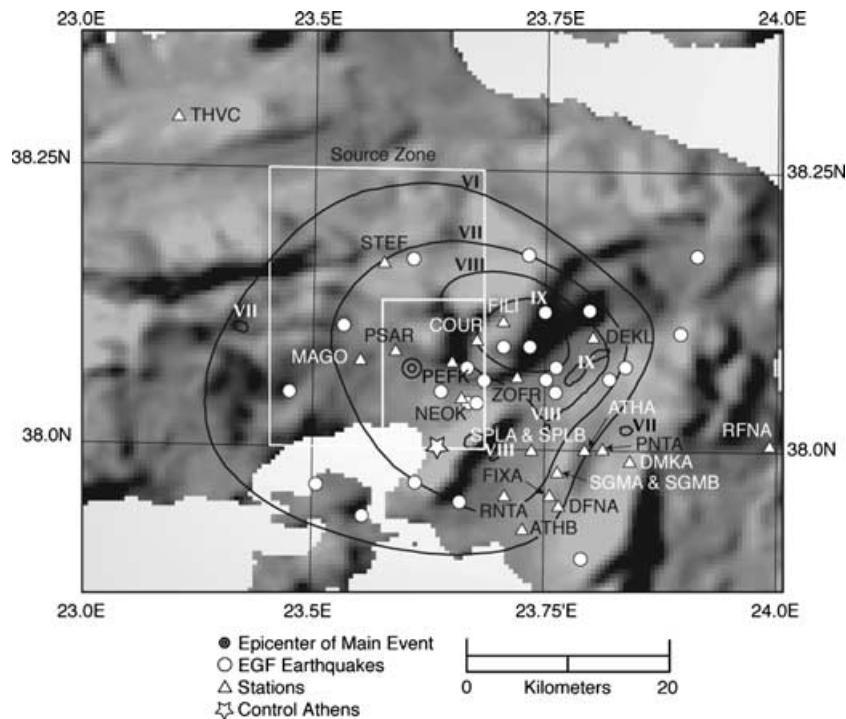 23.0E 23.5E 23.75E 24.0E
THVC
38.25N 38.25N
Source Zone
VI
VII
STEF
VIII
VII IX
FILI
COUR
PSAR DEKL
MAGO IX
PEFK
ZOFR
NEOK ATHA
VIII
38.0N SPLA & SPLB VII RFNA 38.0N
VIII PNTA
DMKA
FIXA SGMA & SGMB
RNTA DFNA
ATHB
23.0E 23.5E 23.75'E 24.0E
Epicenter of Main Event
EGF Earthquakes
Stations
Control Athens
0 Kilometers 20